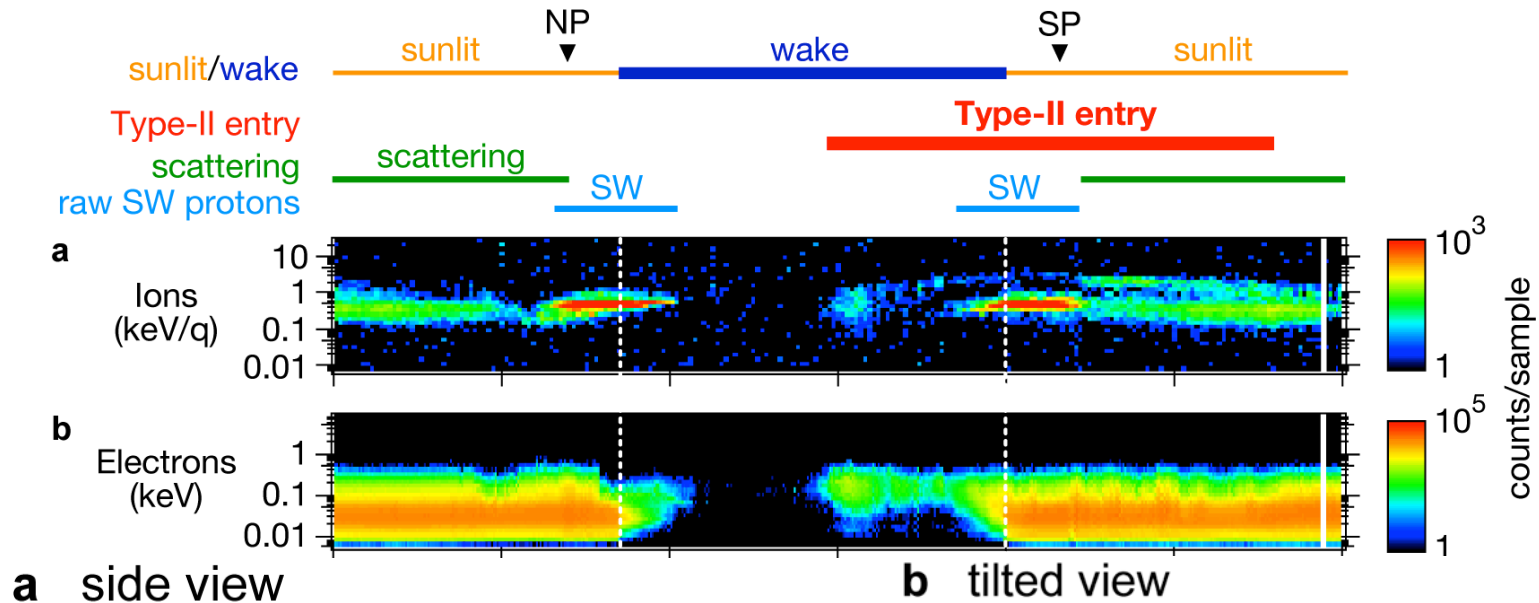 NP
SP
sunlit
wake
sunlit
sunlit/wake
Type-II entry
Type-II entry
scattering
scattering
SW
SW
raw SW protons
a
Ions
(keV/q)
10
1
0.1
0.01
10³
1
b
Electrons
(keV)
1
0.1
0.01
10⁵
1
counts/sample
a side view
b tilted view